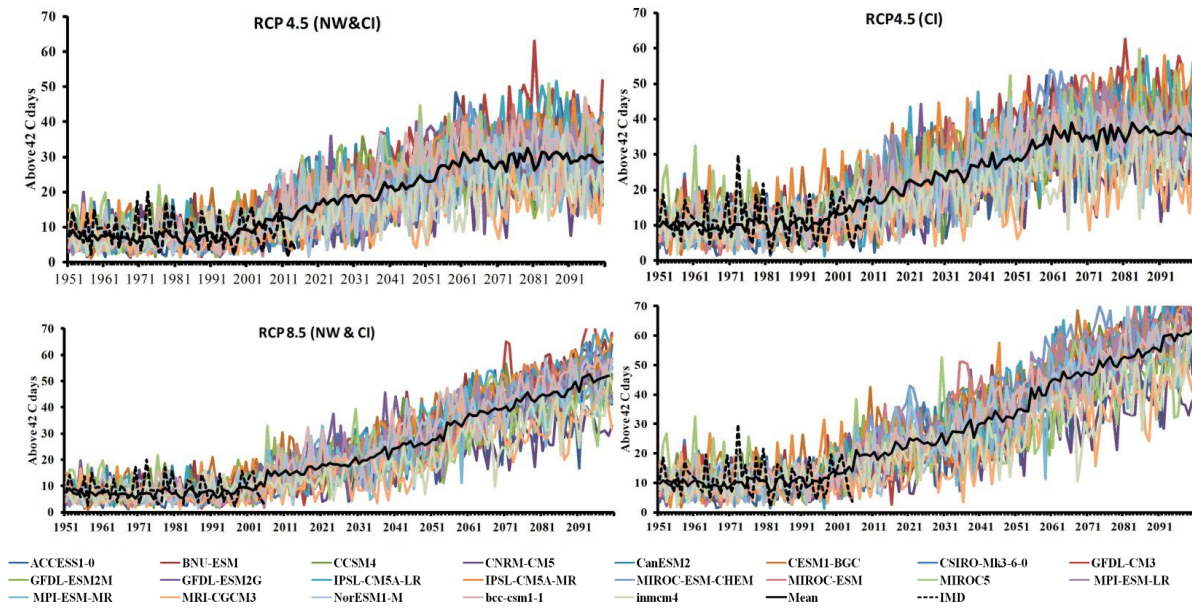 RCP 4.5 (NW&CI)
Above 42 C days
70
60
50
40
30
20
10
0
1951 1961 1971 1981 1991 2001 2011 2021 2031 2041 2051 2061 2071 2081 2091
RCP4.5 (CI)
Above 42 C days
70
60
50
40
30
20
10
0
1951 1961 1971 1981 1991 2001 2011 2021 2031 2041 2051 2061 2071 2081 2091
RCP 8.5 (NW & CI)
Above 42 C days
70
60
50
40
30
20
10
0
1951 1961 1971 1981 1991 2001 2011 2021 2031 2041 2051 2061 2071 2081 2091
Above 42 C days
70
60
50
40
30
20
10
0
1951 1961 1971 1981 1991 2001 2011 2021 2031 2041 2051 2061 2071 2081 2091
ACCESS1-0 BNU-ESM CCSM4 CNRM-CM5 CanESM2 CESM1-BGC CSIRO-Mk3-6-0 GFDL-CM3
GFDL-ESM2M GFDL-ESM2G IPSL-CM5A-LR IPSL-CM5A-MR MIROC-ESM-CHEM MIROC-ESM MIROC5 MPI-ESM-LR
MPI-ESM-MR MRI-CGCM3 NorESM1-M bcc-csm1-1 inmcm4 Mean IMD